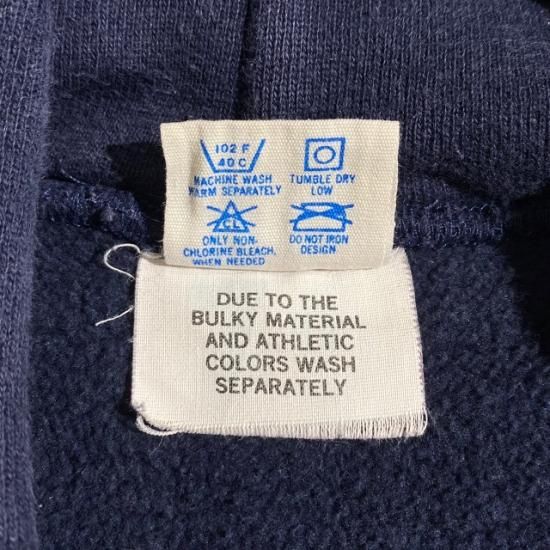 102 F
40 C
MACHINE WASH
WARM SEPARATELY
TUMBLE DRY
LOW
CL
ONLY NON-
CHLORINE BLEACH,
WHEN NEEDED
DO NOT IRON
DESIGN
DUE TO THE
BULKY MATERIAL
AND ATHLETIC
COLORS WASH
SEPARATELY